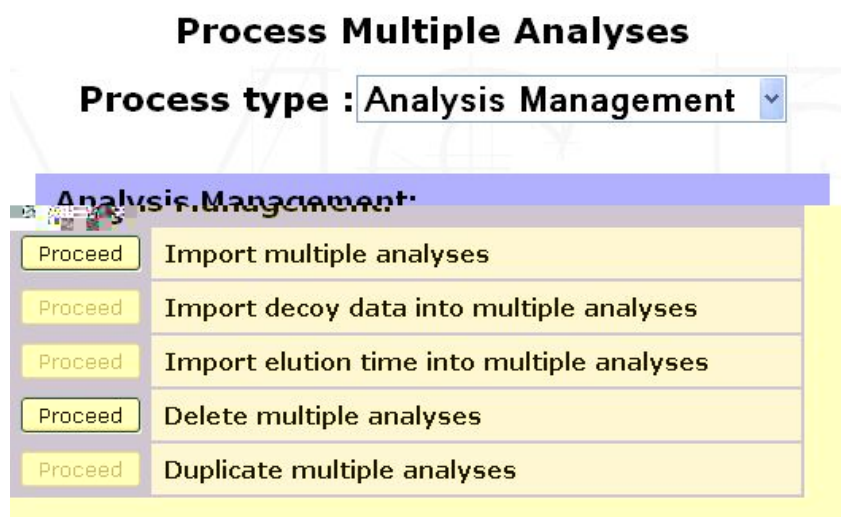 Process Multiple Analyses
Process type : Analysis Management
Analysis Management:
Proceed Import multiple analyses
Proceed Import decoy data into multiple analyses
Proceed Import elution time into multiple analyses
Proceed Delete multiple analyses
Proceed Duplicate multiple analyses